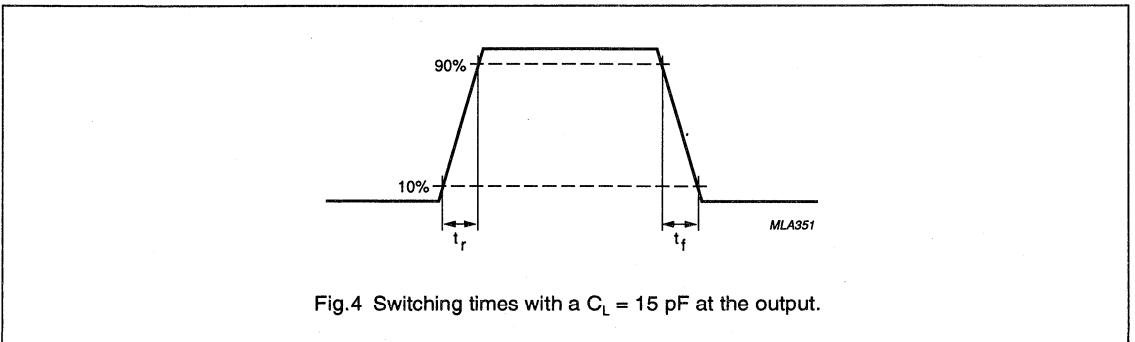 90%
10%
t_r
t_f
MLA351
Fig.4 Switching times with a C_L = 15 pF at the output.